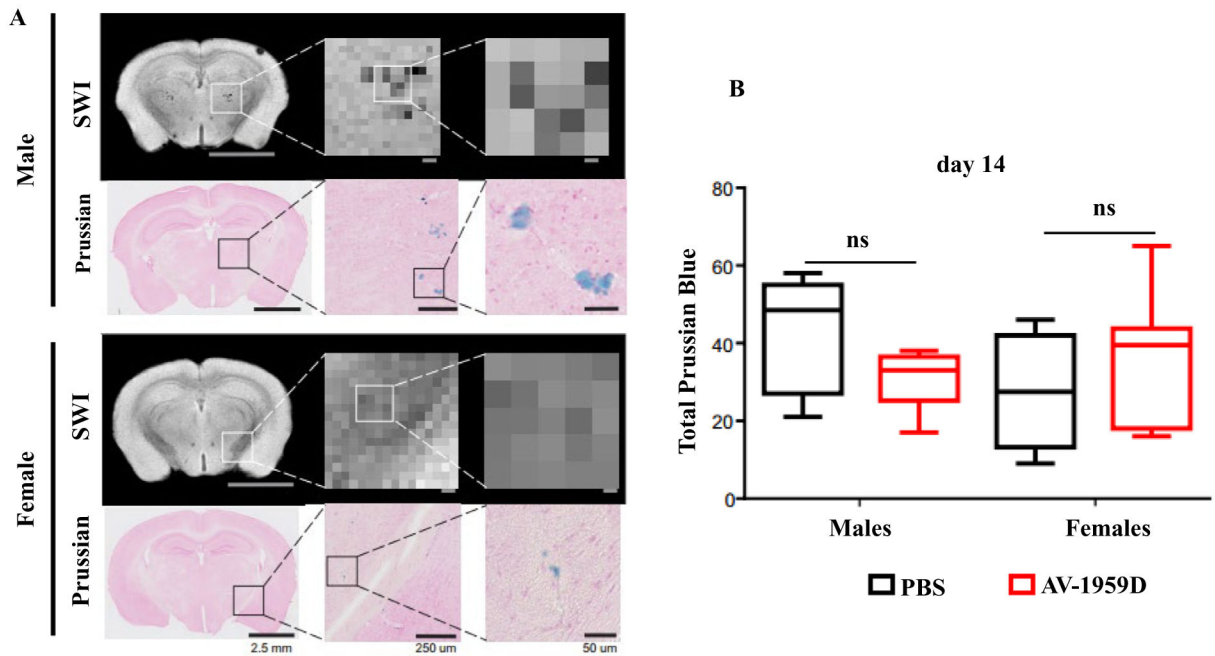 A
Male
SWI
Prussian
Female
SWI
Prussian
2.5 mm
250 um
50 um
B
day 14
Total Prussian Blue
80
60
40
20
0
ns
ns
Males
Females
PBS
AV-1959D